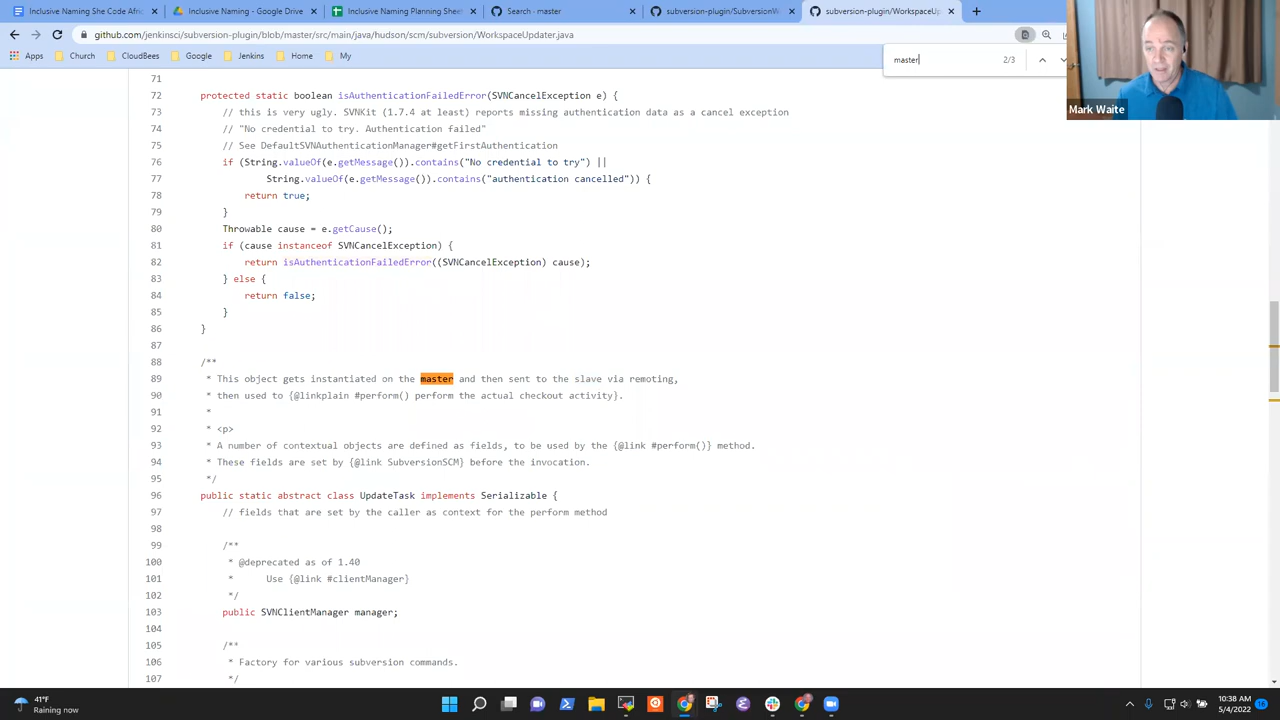 Inclusive Naming She Code Afric
Inclusive Naming - Google Drive
Inclusive Naming Planning Sheet
Search - master
subversion-plugin/SubversionW
subversion-plugin/WorkspaceUp
github.com/jenkinsci/subversion-plugin/blob/master/src/main/java/hudson/scm/subversion/WorkspaceUpdater.java
Apps
Church
CloudBees
Google
Jenkins
Home
My
master
2/3
Mark Waite
71
72 protected static boolean isAuthenticationFailedError(SVNCancelException e) {
73 // this is very ugly. SVNKit (1.7.4 at least) reports missing authentication data as a cancel exception
74 // "No credential to try. Authentication failed"
75 // See DefaultSVNAuthenticationManager#getFirstAuthentication
76 if (String.valueOf(e.getMessage()).contains("No credential to try") ||
77 String.valueOf(e.getMessage()).contains("authentication cancelled")) {
78 return true;
79 }
80 Throwable cause = e.getCause();
81 if (cause instanceof SVNCancelException) {
82 return isAuthenticationFailedError((SVNCancelException) cause);
83 } else {
84 return false;
85 }
86 }
87
88 /**
89 * This object gets instantiated on the master and then sent to the slave via remoting,
90 * then used to {@linkplain #perform() perform the actual checkout activity}.
91 *
92 * <p>
93 * A number of contextual objects are defined as fields, to be used by the {@link #perform()} method.
94 * These fields are set by {@link SubversionSCM} before the invocation.
95 */
96 public static abstract class UpdateTask implements Serializable {
97 // fields that are set by the caller as context for the perform method
98
99 /**
100 * @deprecated as of 1.40
101 * Use {@link #clientManager}
102 */
103 public SVNClientManager manager;
104
105 /**
106 * Factory for various subversion commands.
107 */
41°F
Raining now
10:38 AM
5/4/2022
16